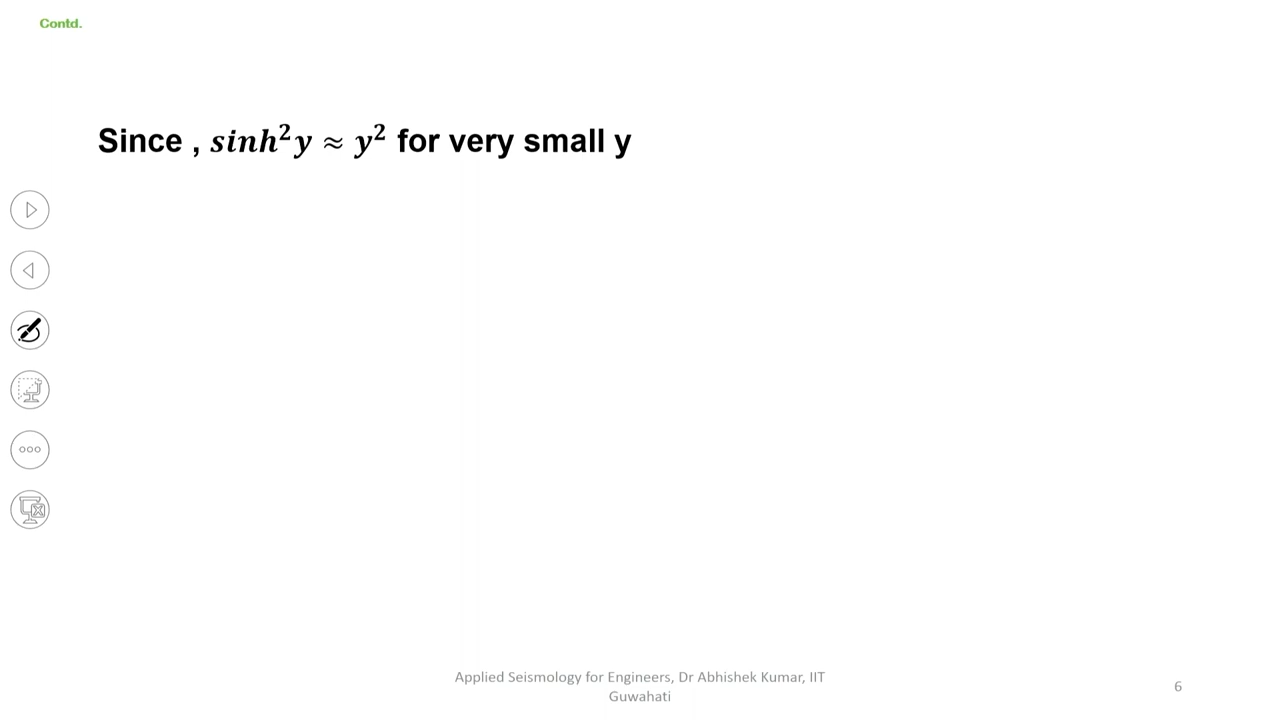 Contd.
Since , sinh²y ≈ y² for very small y
Applied Seismology for Engineers, Dr Abhishek Kumar, IIT
Guwahati
6